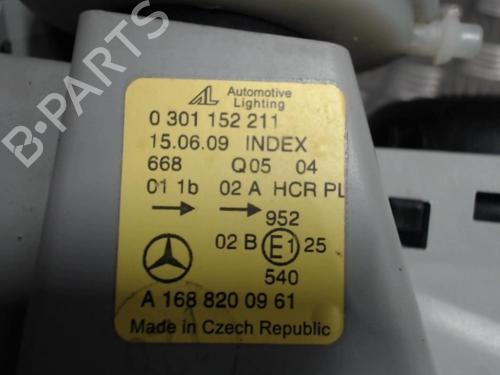 AL Automotive
Lighting
0 301 152 211
15.06.09 INDEX
668 Q05 04
01 1b 02 A HCR PL
952
02 B E1 25
540
A 168 820 09 61
Made in Czech Republic
B-PARTS